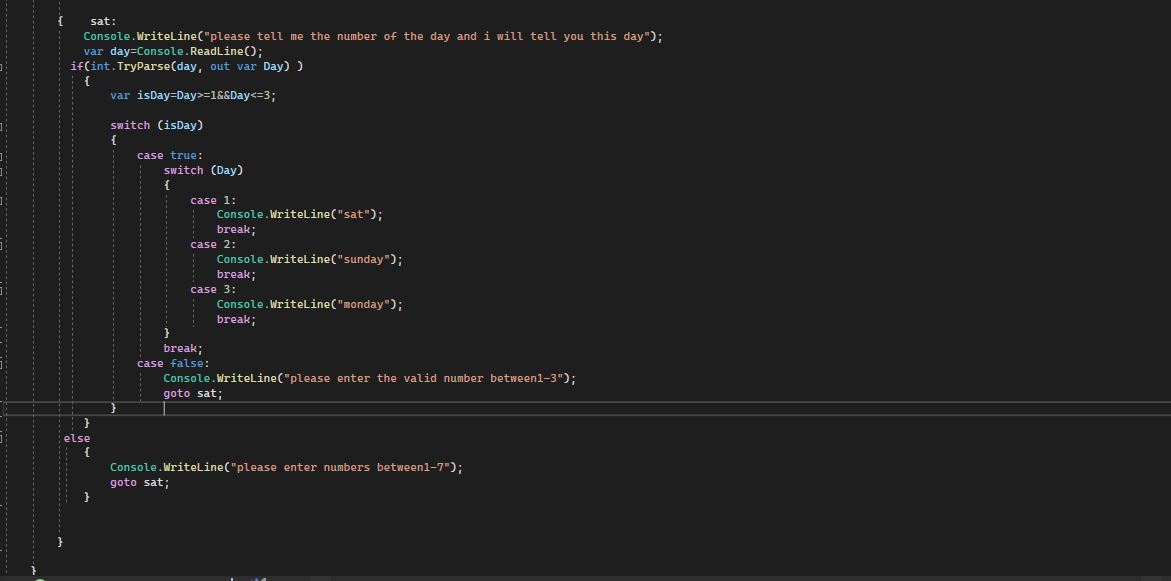 {    sat:
Console.WriteLine("please tell me the number of the day and i will tell you this day");
var day=Console.ReadLine();
if(int.TryParse(day, out var Day) )
{
var isDay=Day>=1&&Day<=3;
switch (isDay)
{
case true:
switch (Day)
{
case 1:
Console.WriteLine("sat");
break;
case 2:
Console.WriteLine("sunday");
break;
case 3:
Console.WriteLine("monday");
break;
}
break;
case false:
Console.WriteLine("please enter the valid number between1-3");
goto sat;
}
}
else
{
Console.WriteLine("please enter numbers between1-7");
goto sat;
}
}
}